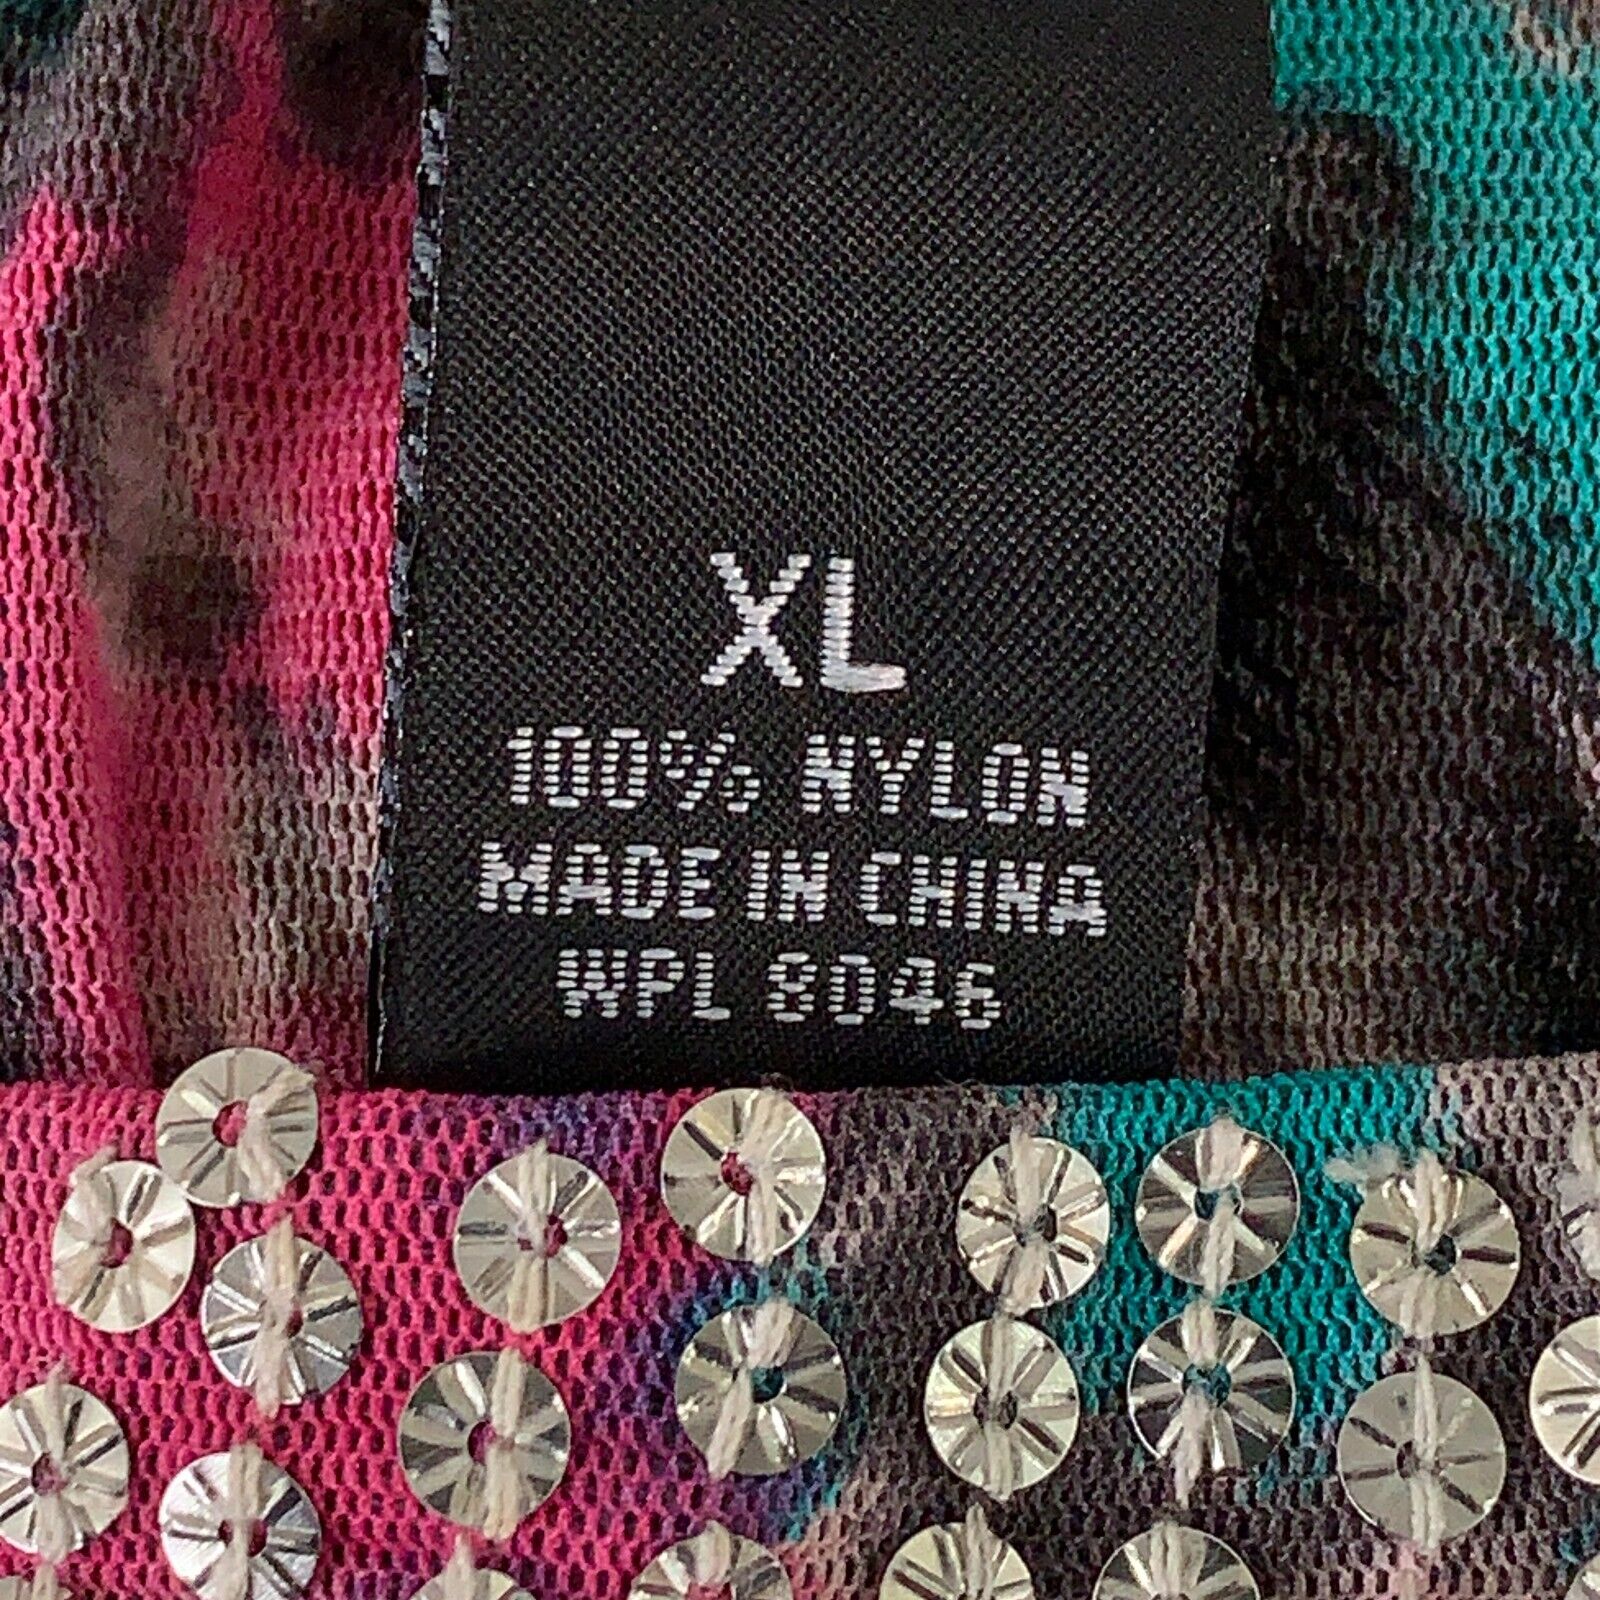 XL
100% NYLON
MADE IN CHINA
WPL 8046